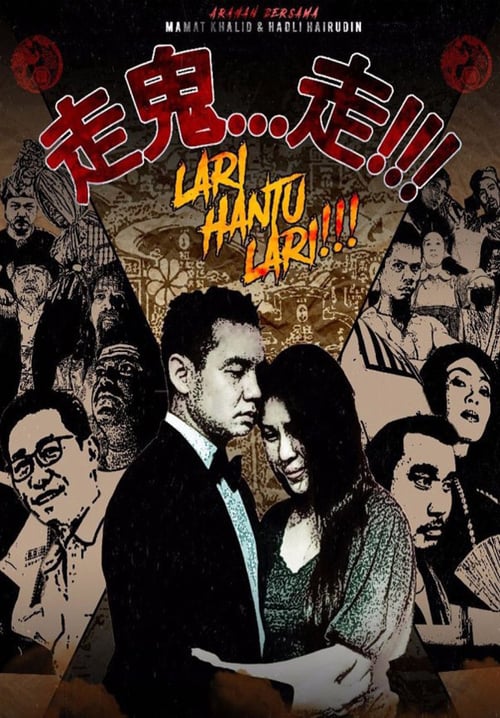 ARAHAN BERSAMA
MAMAT KHALID & HADLI HAIRUDIN
走鬼...走!!!
LARI
HANTU
LARI!!!